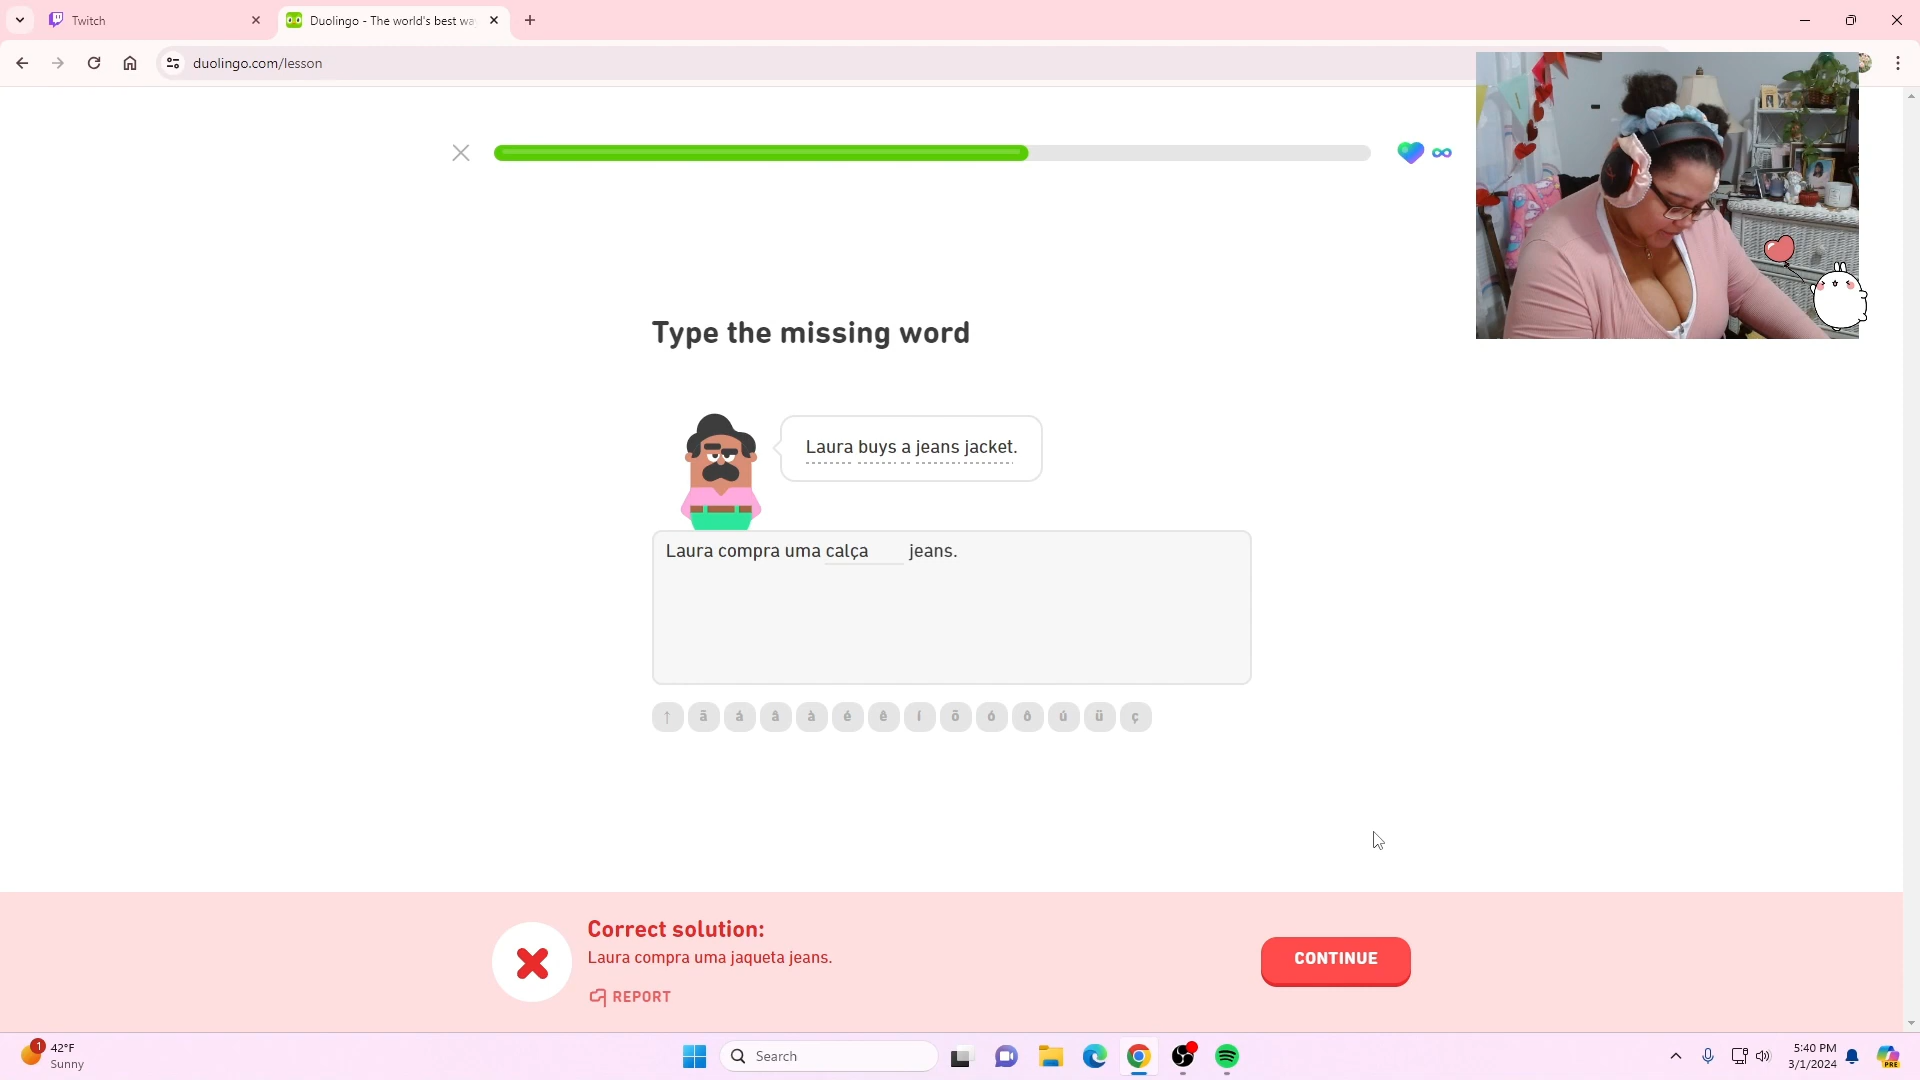 Twitch
Duolingo - The world's best wa
duolingo.com/lesson
Type the missing word
Laura buys a jeans jacket.
Laura compra uma calça jeans.
↑ ã á â à é ê í õ ó ô ú ü ç
Correct solution:
Laura compra uma jaqueta jeans.
REPORT
CONTINUE
1
42°F
Sunny
Search
5:40 PM
3/1/2024
PRE